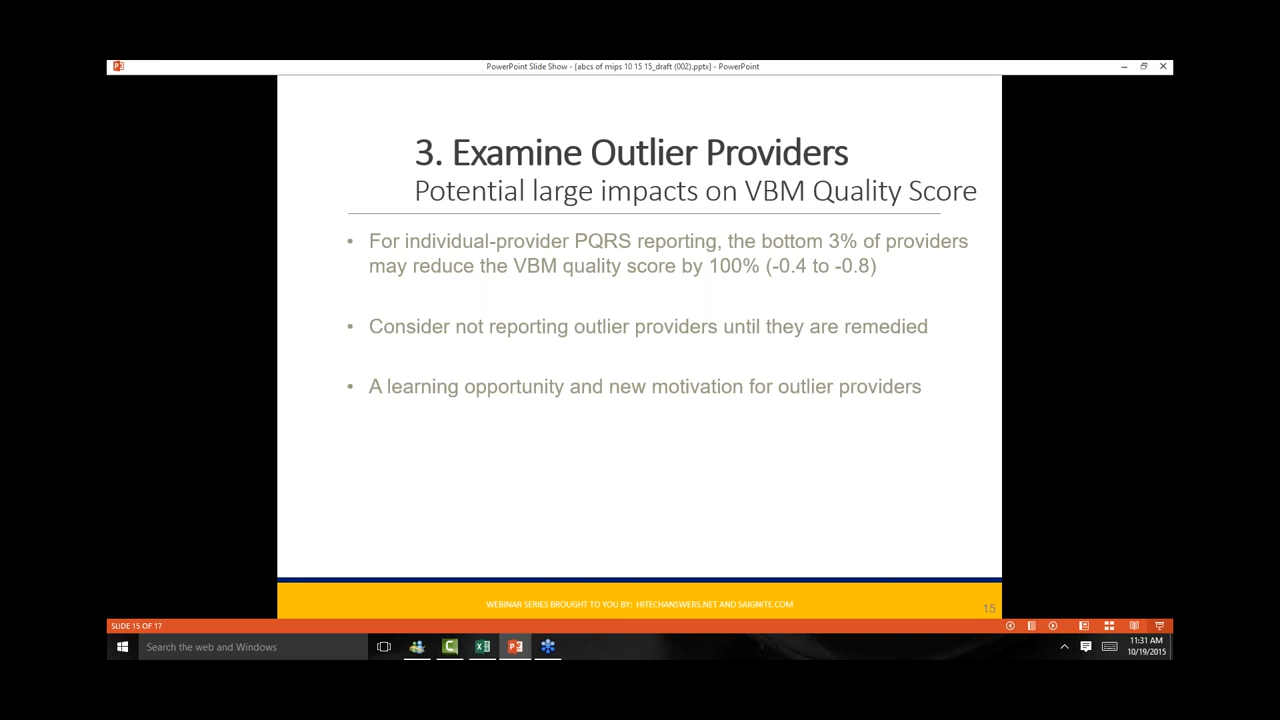 PowerPoint Slide Show - [abcs of mips 10 15 15_draft (002).pptx] - PowerPoint
3. Examine Outlier Providers
Potential large impacts on VBM Quality Score
• For individual-provider PQRS reporting, the bottom 3% of providers
may reduce the VBM quality score by 100% (-0.4 to -0.8)
• Consider not reporting outlier providers until they are remedied
• A learning opportunity and new motivation for outlier providers
WEBINAR SERIES BROUGHT TO YOU BY: HITECHANSWERS.NET AND SAIGNITE.COM
15
SLIDE 15 OF 17
Search the web and Windows
11:31 AM
10/19/2015